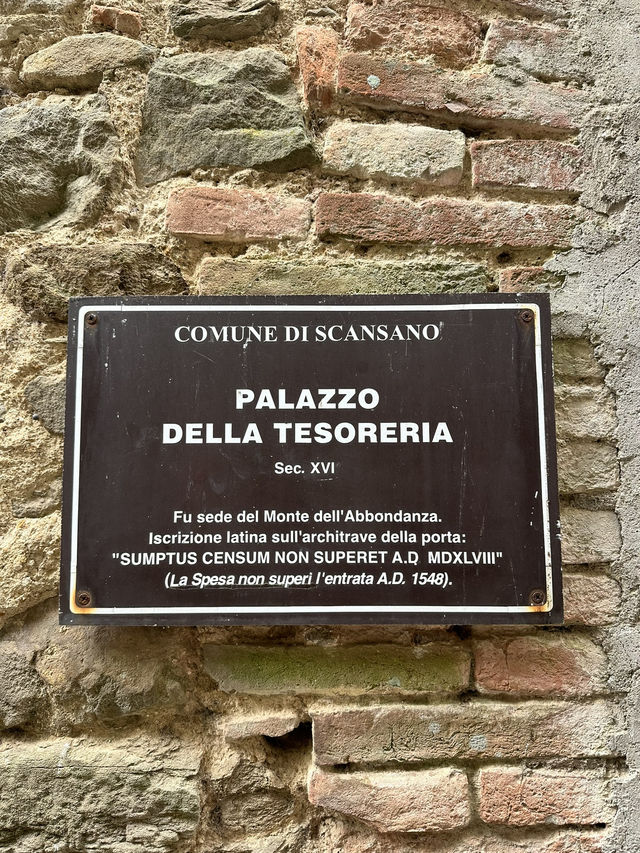 COMUNE DI SCANSANO
PALAZZO
DELLA TESORERIA
Sec. XVI
Fu sede del Monte dell'Abbondanza.
Iscrizione latina sull'architrave della porta:
"SUMPTUS CENSUM NON SUPERET A.D. MDXLVIII"
(La Spesa non superi l'entrata A.D. 1548).